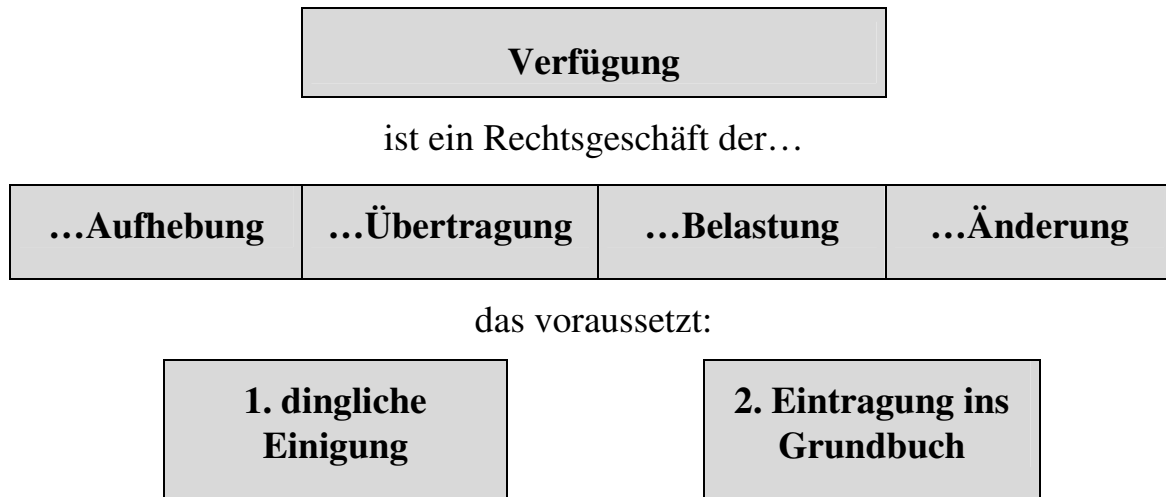 Verfügung
ist ein Rechtsgeschäft der…
…Aufhebung …Übertragung …Belastung …Änderung
das voraussetzt:
1. dingliche
Einigung
2. Eintragung ins
Grundbuch